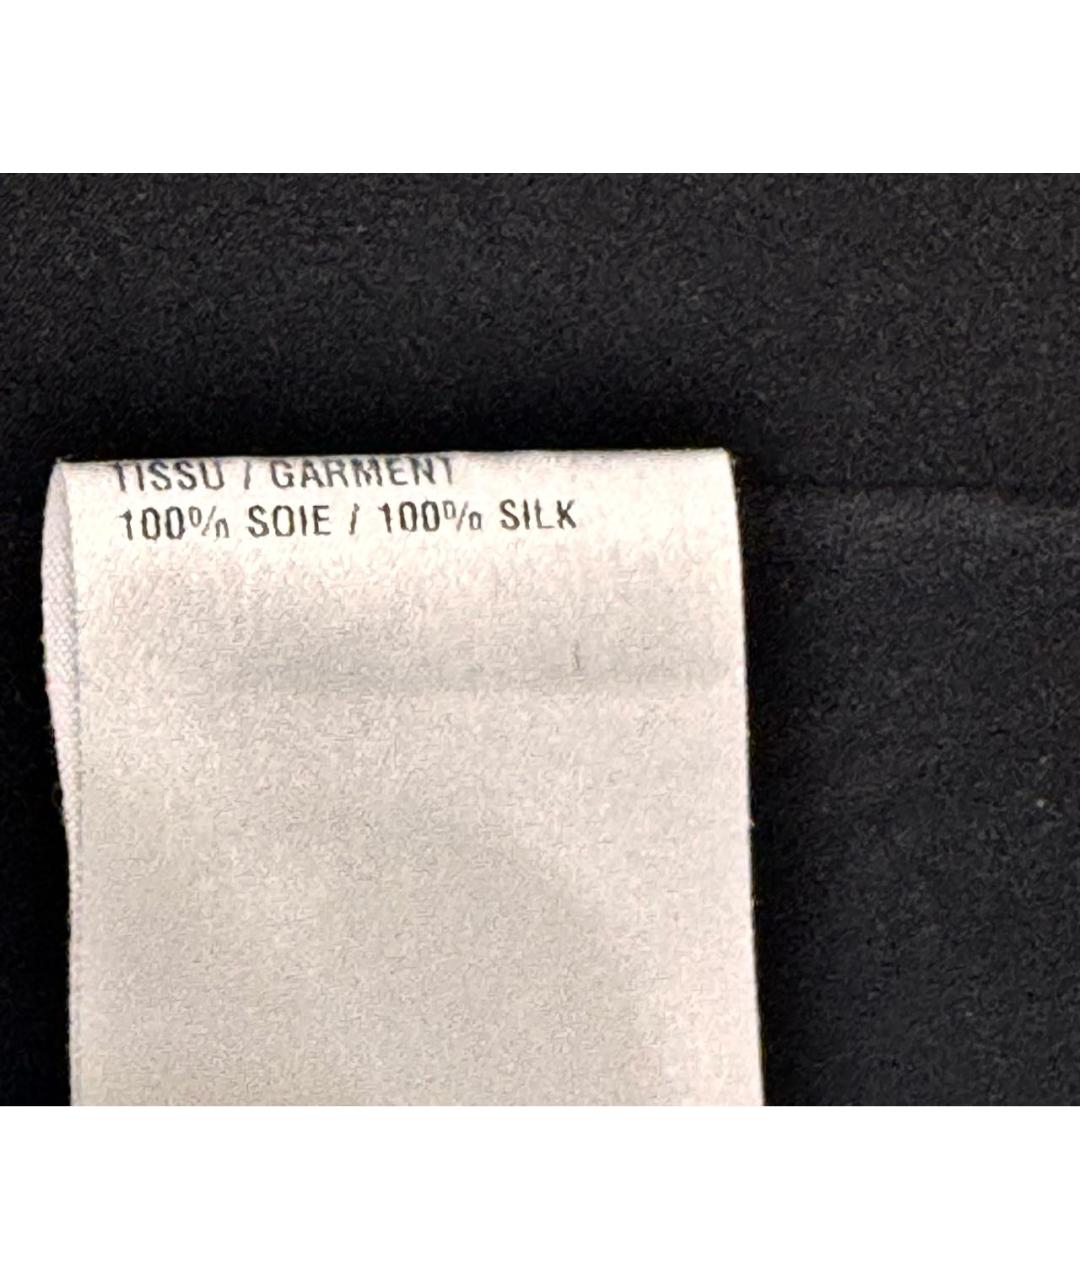 TISSU / GARMENT
100% SOIE / 100% SILK